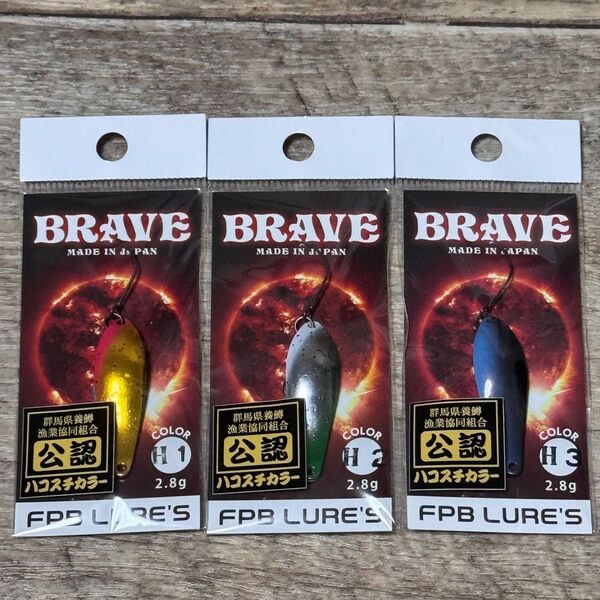 BRAVE
MADE IN JAPAN
群馬県養鱒
漁業協同組合
公認
ハコスチカラー
COLOR
H 1
2.8g
FPB LURE'S
BRAVE
MADE IN JAPAN
群馬県養鱒
漁業協同組合
公認
ハコスチカラー
COLOR
H 2
2.8g
FPB LURE'S
BRAVE
MADE IN JAPAN
群馬県養鱒
漁業協同組合
公認
ハコスチカラー
COLOR
H 3
2.8g
FPB LURE'S